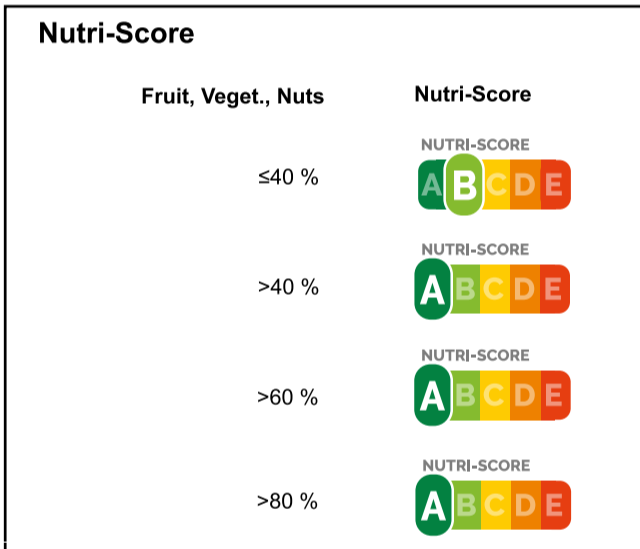 Nutri-Score
Fruit, Veget., Nuts Nutri-Score
NUTRI-SCORE
≤40 % A B C D E
NUTRI-SCORE
>40 % A B C D E
NUTRI-SCORE
>60 % A B C D E
NUTRI-SCORE
>80 % A B C D E